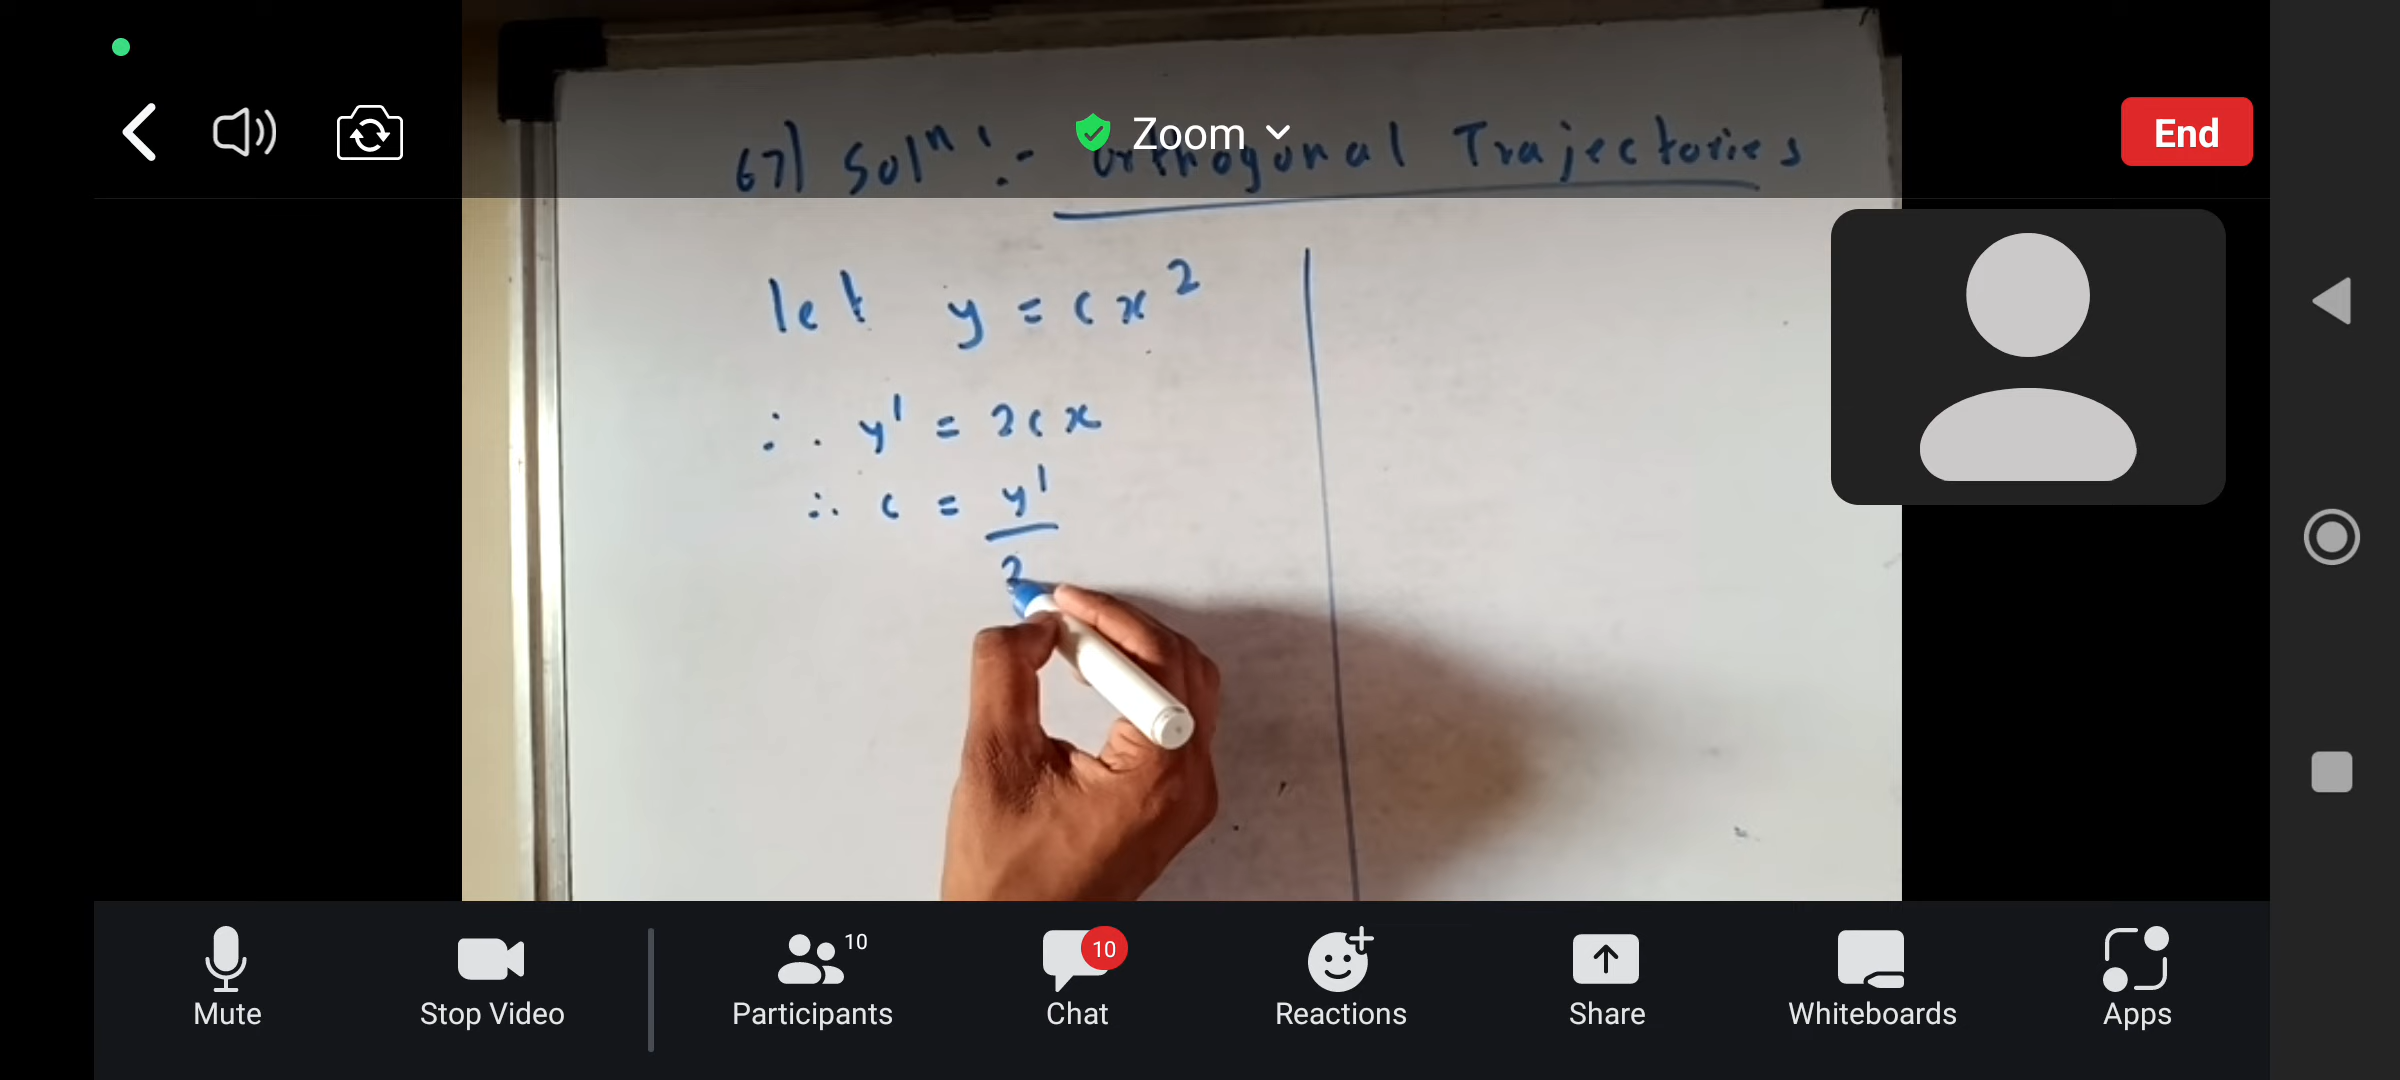 Zoom
End
67) Solⁿ :- Orthogonal Trajectories
let y = cx²
∴ y' = 2cx
∴ c = y'
2
10
10
Mute
Stop Video
Participants
Chat
Reactions
Share
Whiteboards
Apps